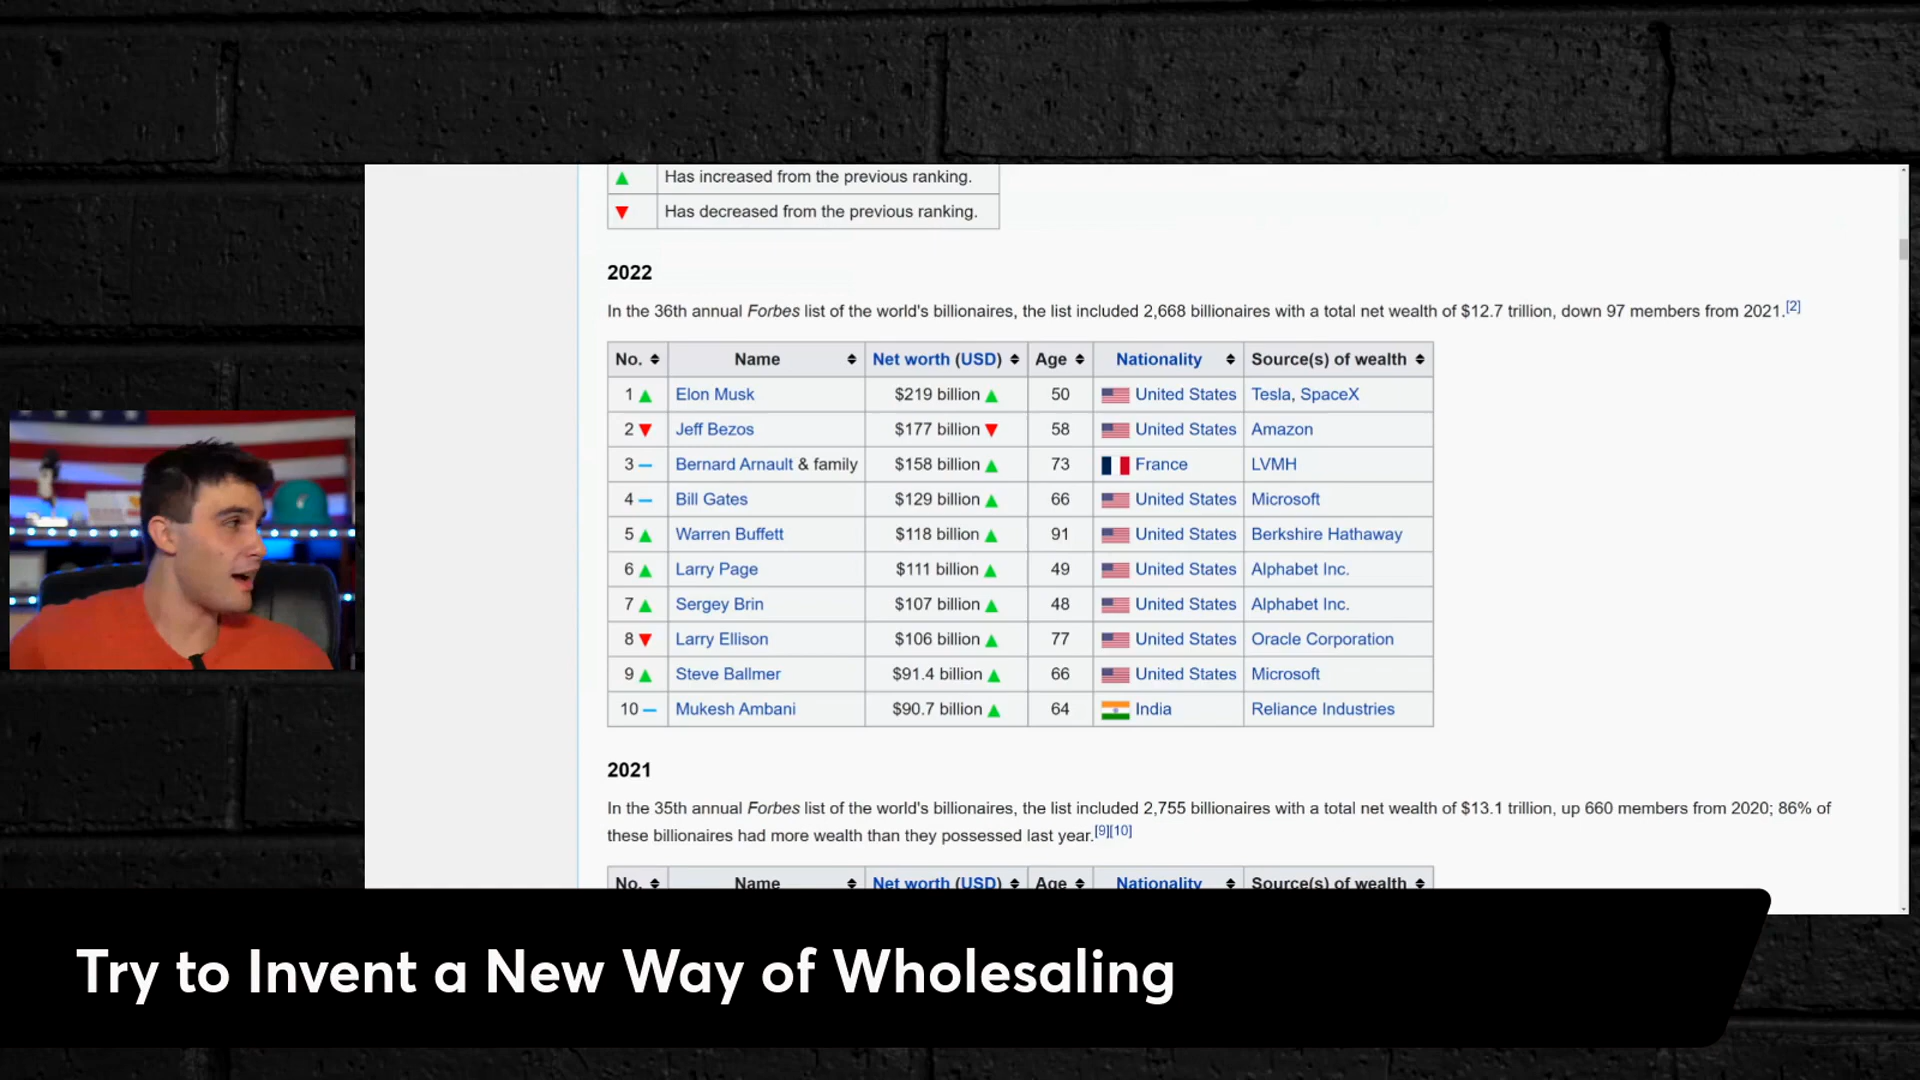 Has increased from the previous ranking.
Has decreased from the previous ranking.
2022
In the 36th annual Forbes list of the world's billionaires, the list included 2,668 billionaires with a total net wealth of $12.7 trillion, down 97 members from 2021.[2]
No. Name Net worth (USD) Age Nationality Source(s) of wealth
1 Elon Musk $219 billion 50 United States Tesla, SpaceX
2 Jeff Bezos $177 billion 58 United States Amazon
3 Bernard Arnault & family $158 billion 73 France LVMH
4 Bill Gates $129 billion 66 United States Microsoft
5 Warren Buffett $118 billion 91 United States Berkshire Hathaway
6 Larry Page $111 billion 49 United States Alphabet Inc.
7 Sergey Brin $107 billion 48 United States Alphabet Inc.
8 Larry Ellison $106 billion 77 United States Oracle Corporation
9 Steve Ballmer $91.4 billion 66 United States Microsoft
10 Mukesh Ambani $90.7 billion 64 India Reliance Industries
2021
In the 35th annual Forbes list of the world's billionaires, the list included 2,755 billionaires with a total net wealth of $13.1 trillion, up 660 members from 2020; 86% of
these billionaires had more wealth than they possessed last year.[9][10]
No. Name Net worth (USD) Age Nationality Source(s) of wealth
Try to Invent a New Way of Wholesaling